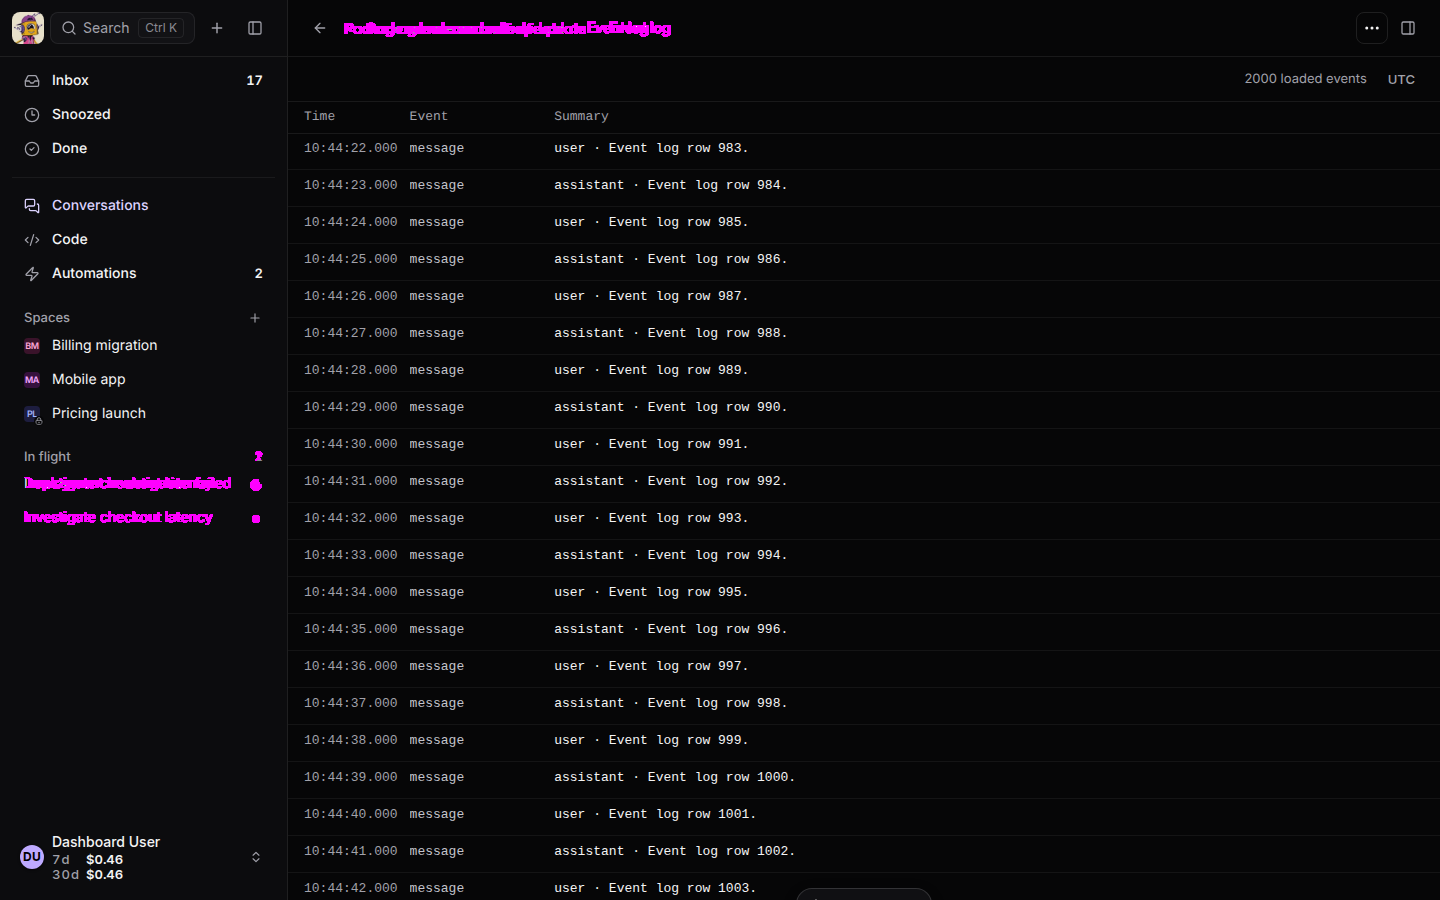 Search Ctrl K
Inbox 17
Snoozed
Done
Conversations
Code
Automations 2
Spaces
BM Billing migration
MA Mobile app
PL Pricing launch
In flight
Investigate checkout latency
DU Dashboard User
7d $0.46
30d $0.46
2000 loaded events UTC
Time Event Summary
10:44:22.000 message user · Event log row 983.
10:44:23.000 message assistant · Event log row 984.
10:44:24.000 message user · Event log row 985.
10:44:25.000 message assistant · Event log row 986.
10:44:26.000 message user · Event log row 987.
10:44:27.000 message assistant · Event log row 988.
10:44:28.000 message user · Event log row 989.
10:44:29.000 message assistant · Event log row 990.
10:44:30.000 message user · Event log row 991.
10:44:31.000 message assistant · Event log row 992.
10:44:32.000 message user · Event log row 993.
10:44:33.000 message assistant · Event log row 994.
10:44:34.000 message user · Event log row 995.
10:44:35.000 message assistant · Event log row 996.
10:44:36.000 message user · Event log row 997.
10:44:37.000 message assistant · Event log row 998.
10:44:38.000 message user · Event log row 999.
10:44:39.000 message assistant · Event log row 1000.
10:44:40.000 message user · Event log row 1001.
10:44:41.000 message assistant · Event log row 1002.
10:44:42.000 message user · Event log row 1003.